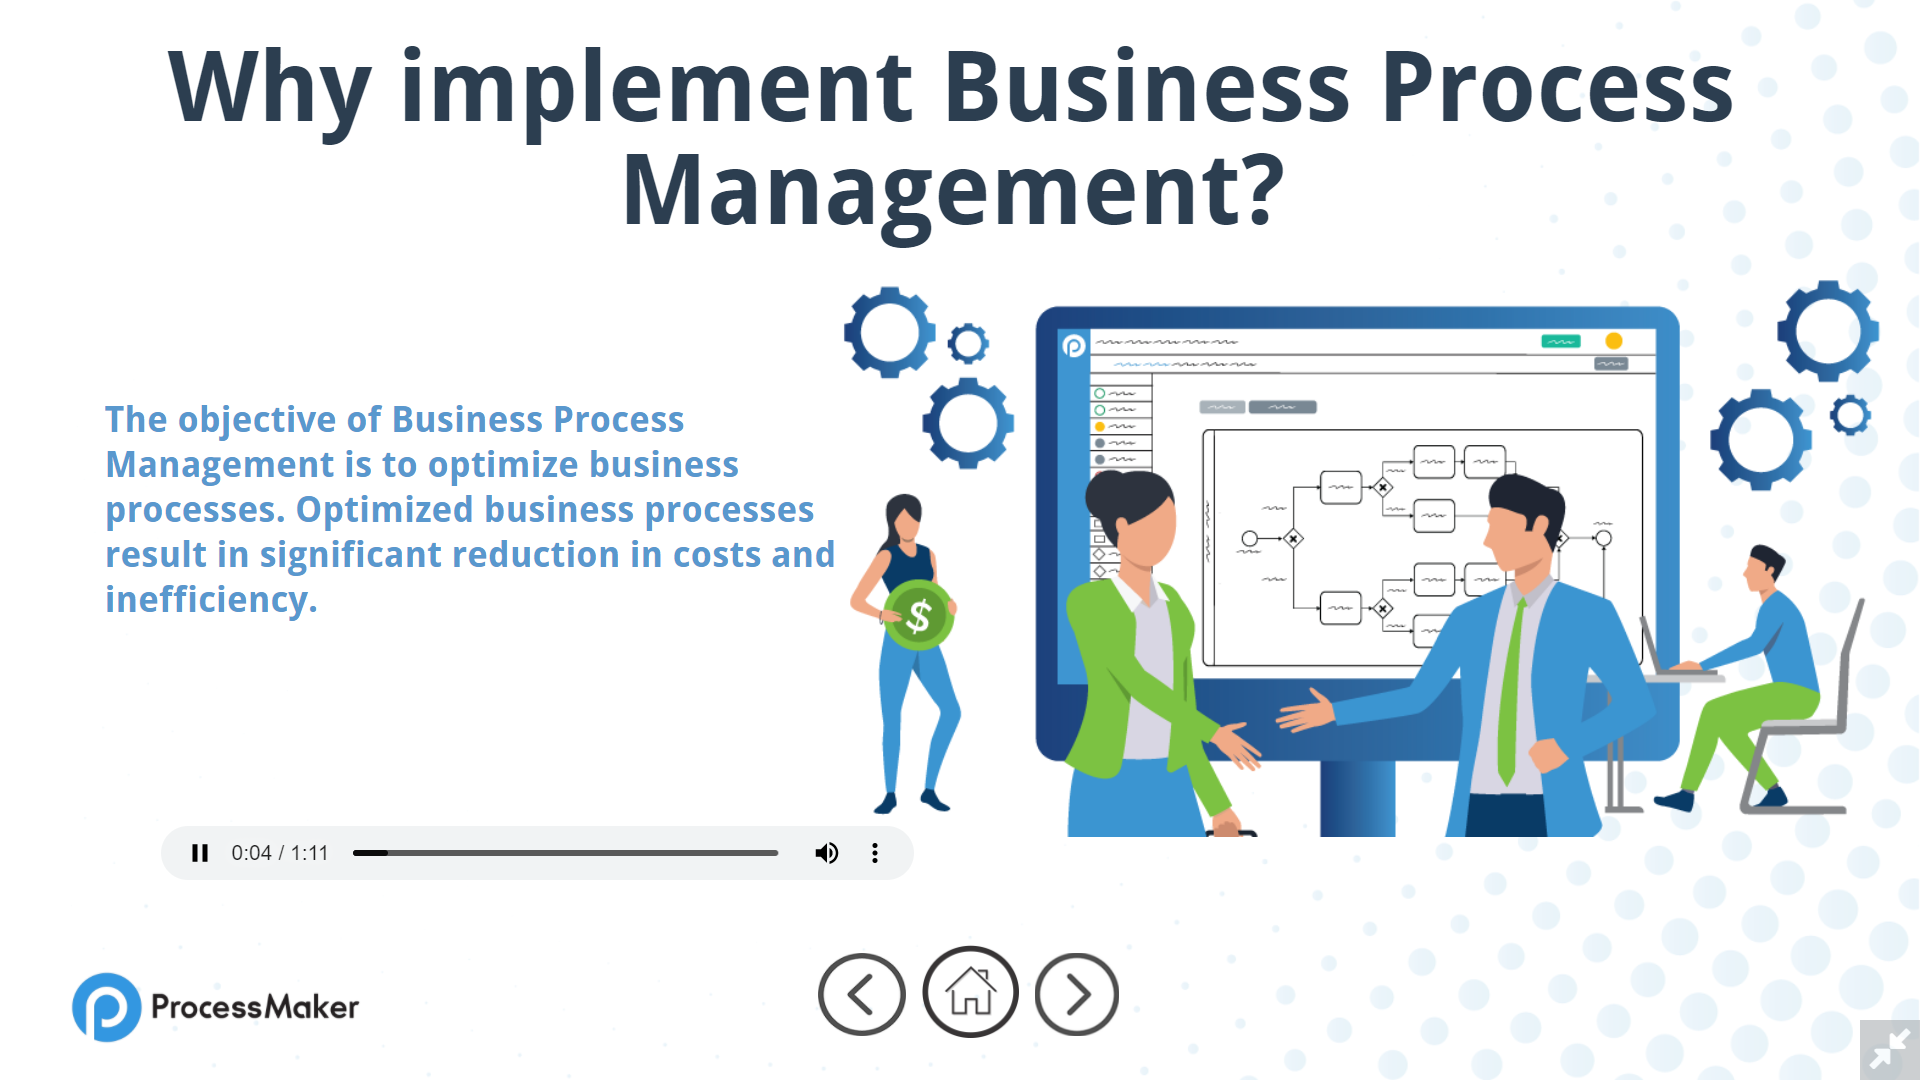 Why implement Business Process
Management?
The objective of Business Process
Management is to optimize business
processes. Optimized business processes
result in significant reduction in costs and
inefficiency.
$
0:04 / 1:11
ProcessMaker